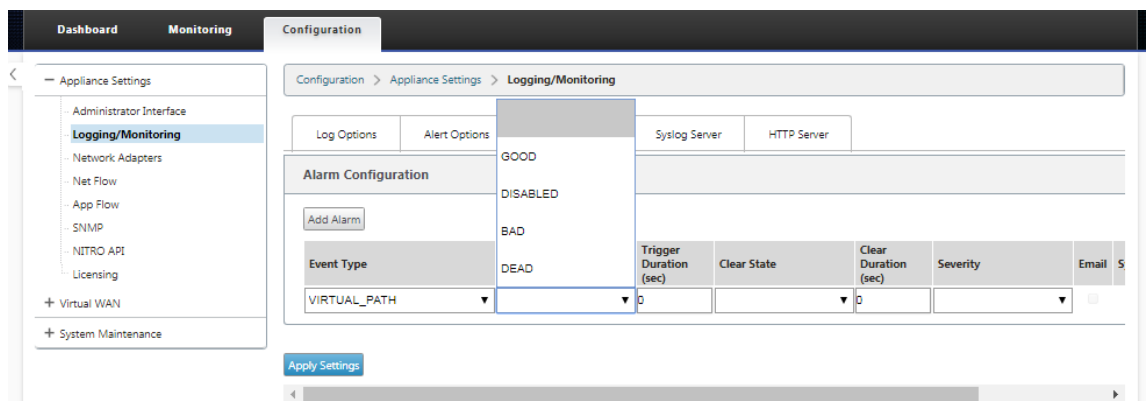 Dashboard Monitoring Configuration
Appliance Settings
Administrator Interface
Logging/Monitoring
Network Adapters
Net Flow
App Flow
SNMP
NITRO API
Licensing
Virtual WAN
System Maintenance
Configuration > Appliance Settings > Logging/Monitoring
Log Options Alert Options Syslog Server HTTP Server
Alarm Configuration
Add Alarm
GOOD
DISABLED
BAD
DEAD
Event Type Trigger Duration (sec) Clear State Clear Duration (sec) Severity Email
VIRTUAL_PATH 0 0
Apply Settings